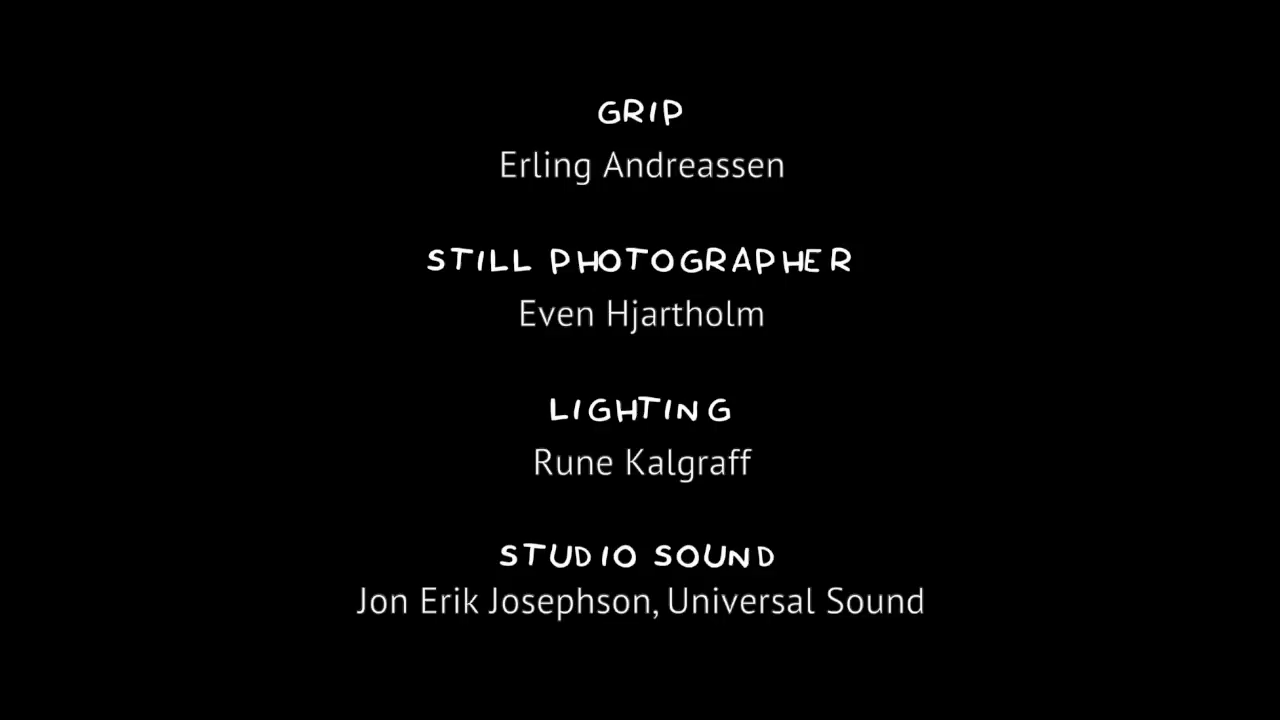 GRIP
Erling Andreassen
STILL PHOTOGRAPHER
Even Hjartholm
LIGHTING
Rune Kalgraff
STUDIO SOUND
Jon Erik Josephson, Universal Sound